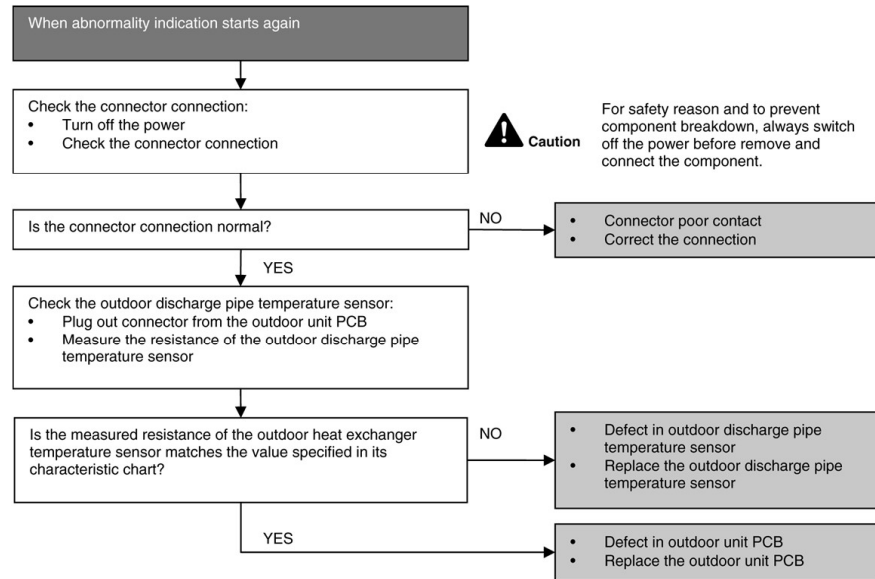 When abnormality indication starts again
Check the connector connection:
• Turn off the power
• Check the connector connection
Caution
For safety reason and to prevent
component breakdown, always switch
off the power before remove and
connect the component.
Is the connector connection normal?
NO
• Connector poor contact
• Correct the connection
YES
Check the outdoor discharge pipe temperature sensor:
• Plug out connector from the outdoor unit PCB
• Measure the resistance of the outdoor discharge pipe
temperature sensor
Is the measured resistance of the outdoor heat exchanger
temperature sensor matches the value specified in its
characteristic chart?
NO
• Defect in outdoor discharge pipe
temperature sensor
• Replace the outdoor discharge pipe
temperature sensor
YES
• Defect in outdoor unit PCB
• Replace the outdoor unit PCB